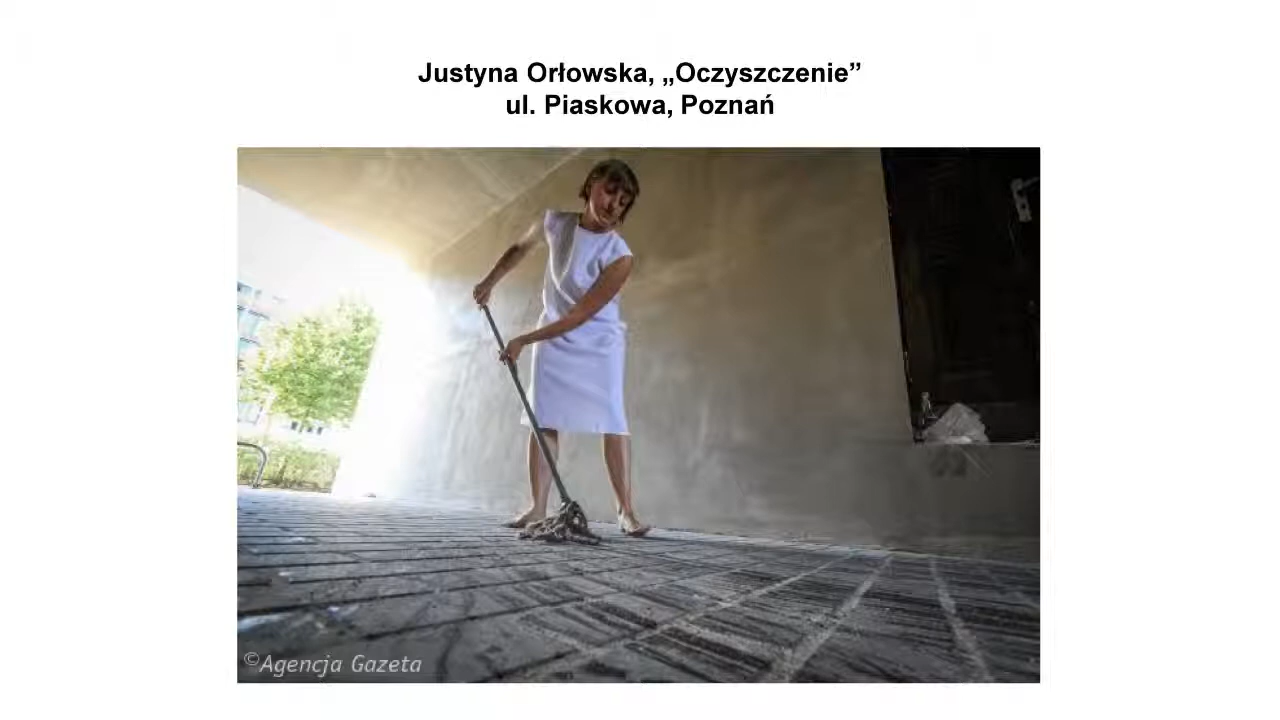 Justyna Orłowska, „Oczyszczenie”
ul. Piaskowa, Poznań
©Agencja Gazeta